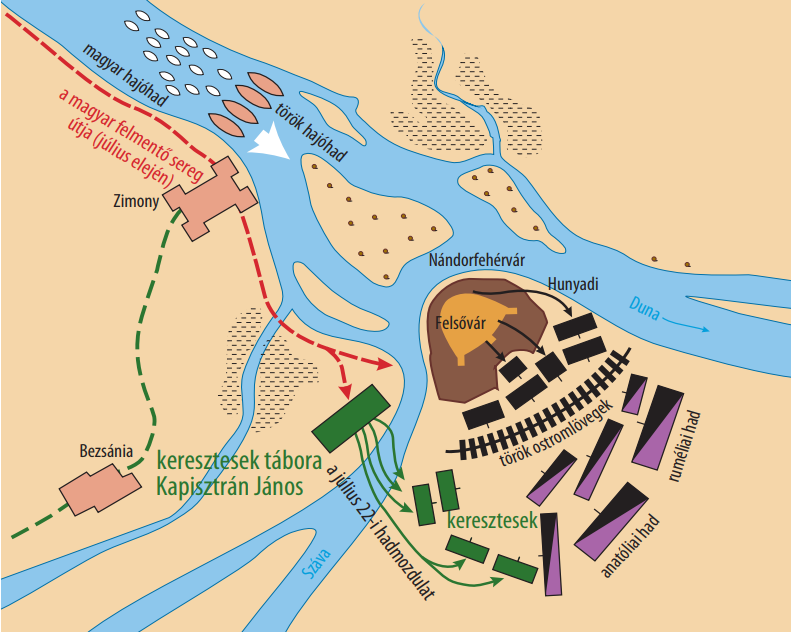 magyar hajóhad
török hajóhad
a magyar felmentő sereg
útja (július elején)
Zimony
Nándorfehérvár
Hunyadi
Duna
Felsővár
török ostromlövegek
ruméliai had
Bezsánia
keresztesek tábora
Kapisztrán János
a július 22-i hadmozdulat
keresztesek
anatóliai had
Száva